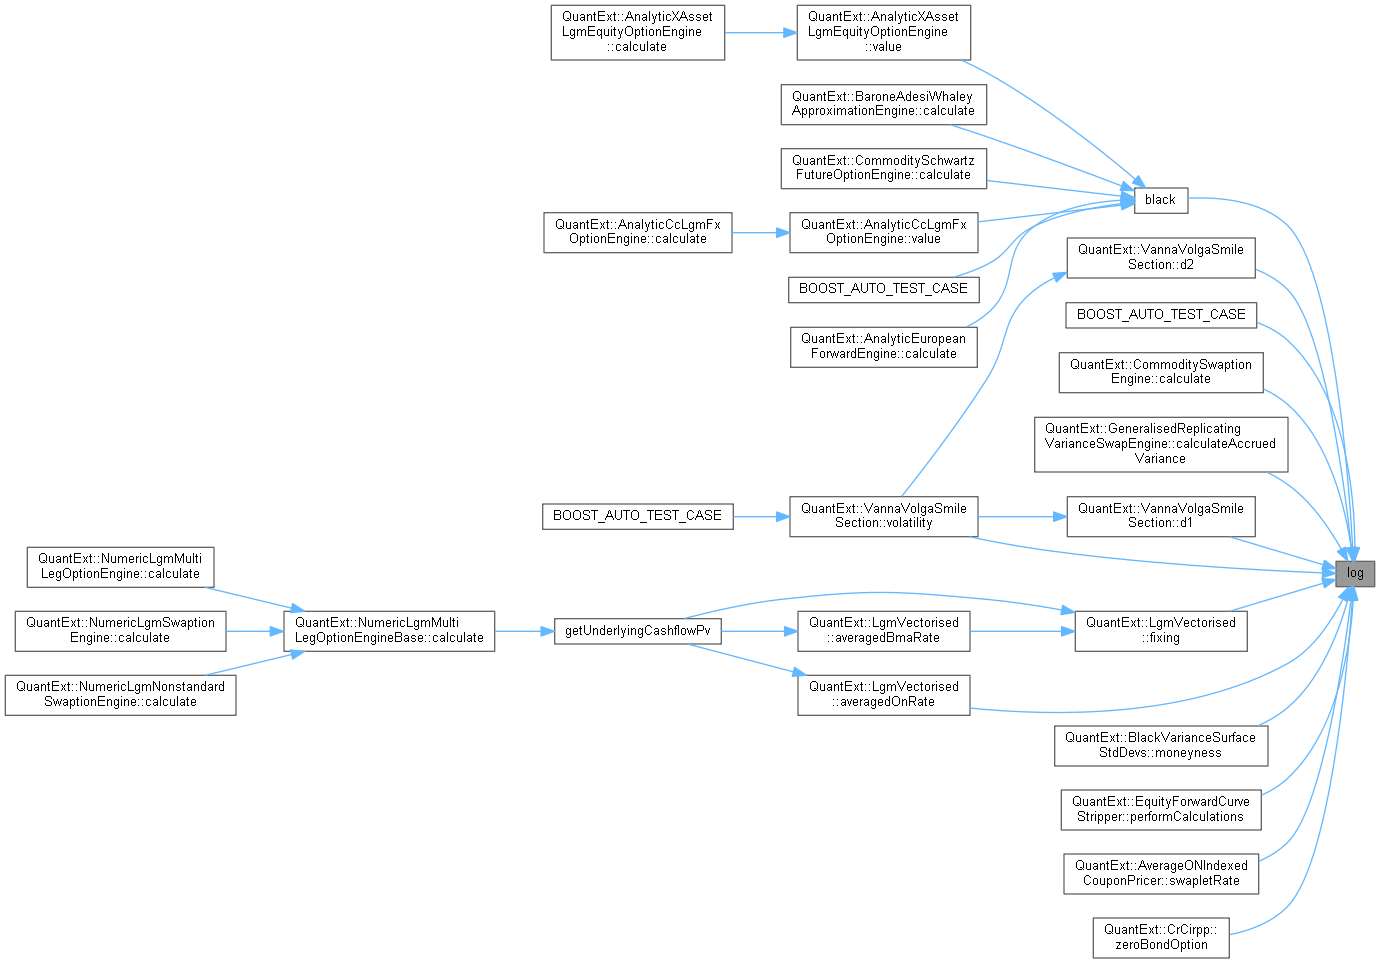 QuantExt::AnalyticXAsset
LgmEquityOptionEngine
::calculate
QuantExt::AnalyticXAsset
LgmEquityOptionEngine
::value
QuantExt::BaroneAdesiWhaley
ApproximationEngine::calculate
QuantExt::CommoditySchwartz
FutureOptionEngine::calculate
black
QuantExt::AnalyticCcLgmFx
OptionEngine::calculate
QuantExt::AnalyticCcLgmFx
OptionEngine::value
QuantExt::VannaVolgaSmile
Section::d2
BOOST_AUTO_TEST_CASE
BOOST_AUTO_TEST_CASE
QuantExt::AnalyticEuropean
ForwardEngine::calculate
QuantExt::CommoditySwaption
Engine::calculate
QuantExt::GeneralisedReplicating
VarianceSwapEngine::calculateAccrued
Variance
BOOST_AUTO_TEST_CASE
QuantExt::VannaVolgaSmile
Section::volatility
QuantExt::VannaVolgaSmile
Section::d1
log
QuantExt::NumericLgmMulti
LegOptionEngine::calculate
QuantExt::NumericLgmSwaption
Engine::calculate
QuantExt::NumericLgmMulti
LegOptionEngineBase::calculate
getUnderlyingCashflowPv
QuantExt::LgmVectorised
::averagedBmaRate
QuantExt::LgmVectorised
::fixing
QuantExt::NumericLgmNonstandard
SwaptionEngine::calculate
QuantExt::LgmVectorised
::averagedOnRate
QuantExt::BlackVarianceSurface
StdDevs::moneyness
QuantExt::EquityForwardCurve
Stripper::performCalculations
QuantExt::AverageONIndexed
CouponPricer::swapletRate
QuantExt::CrCirpp::
zeroBondOption